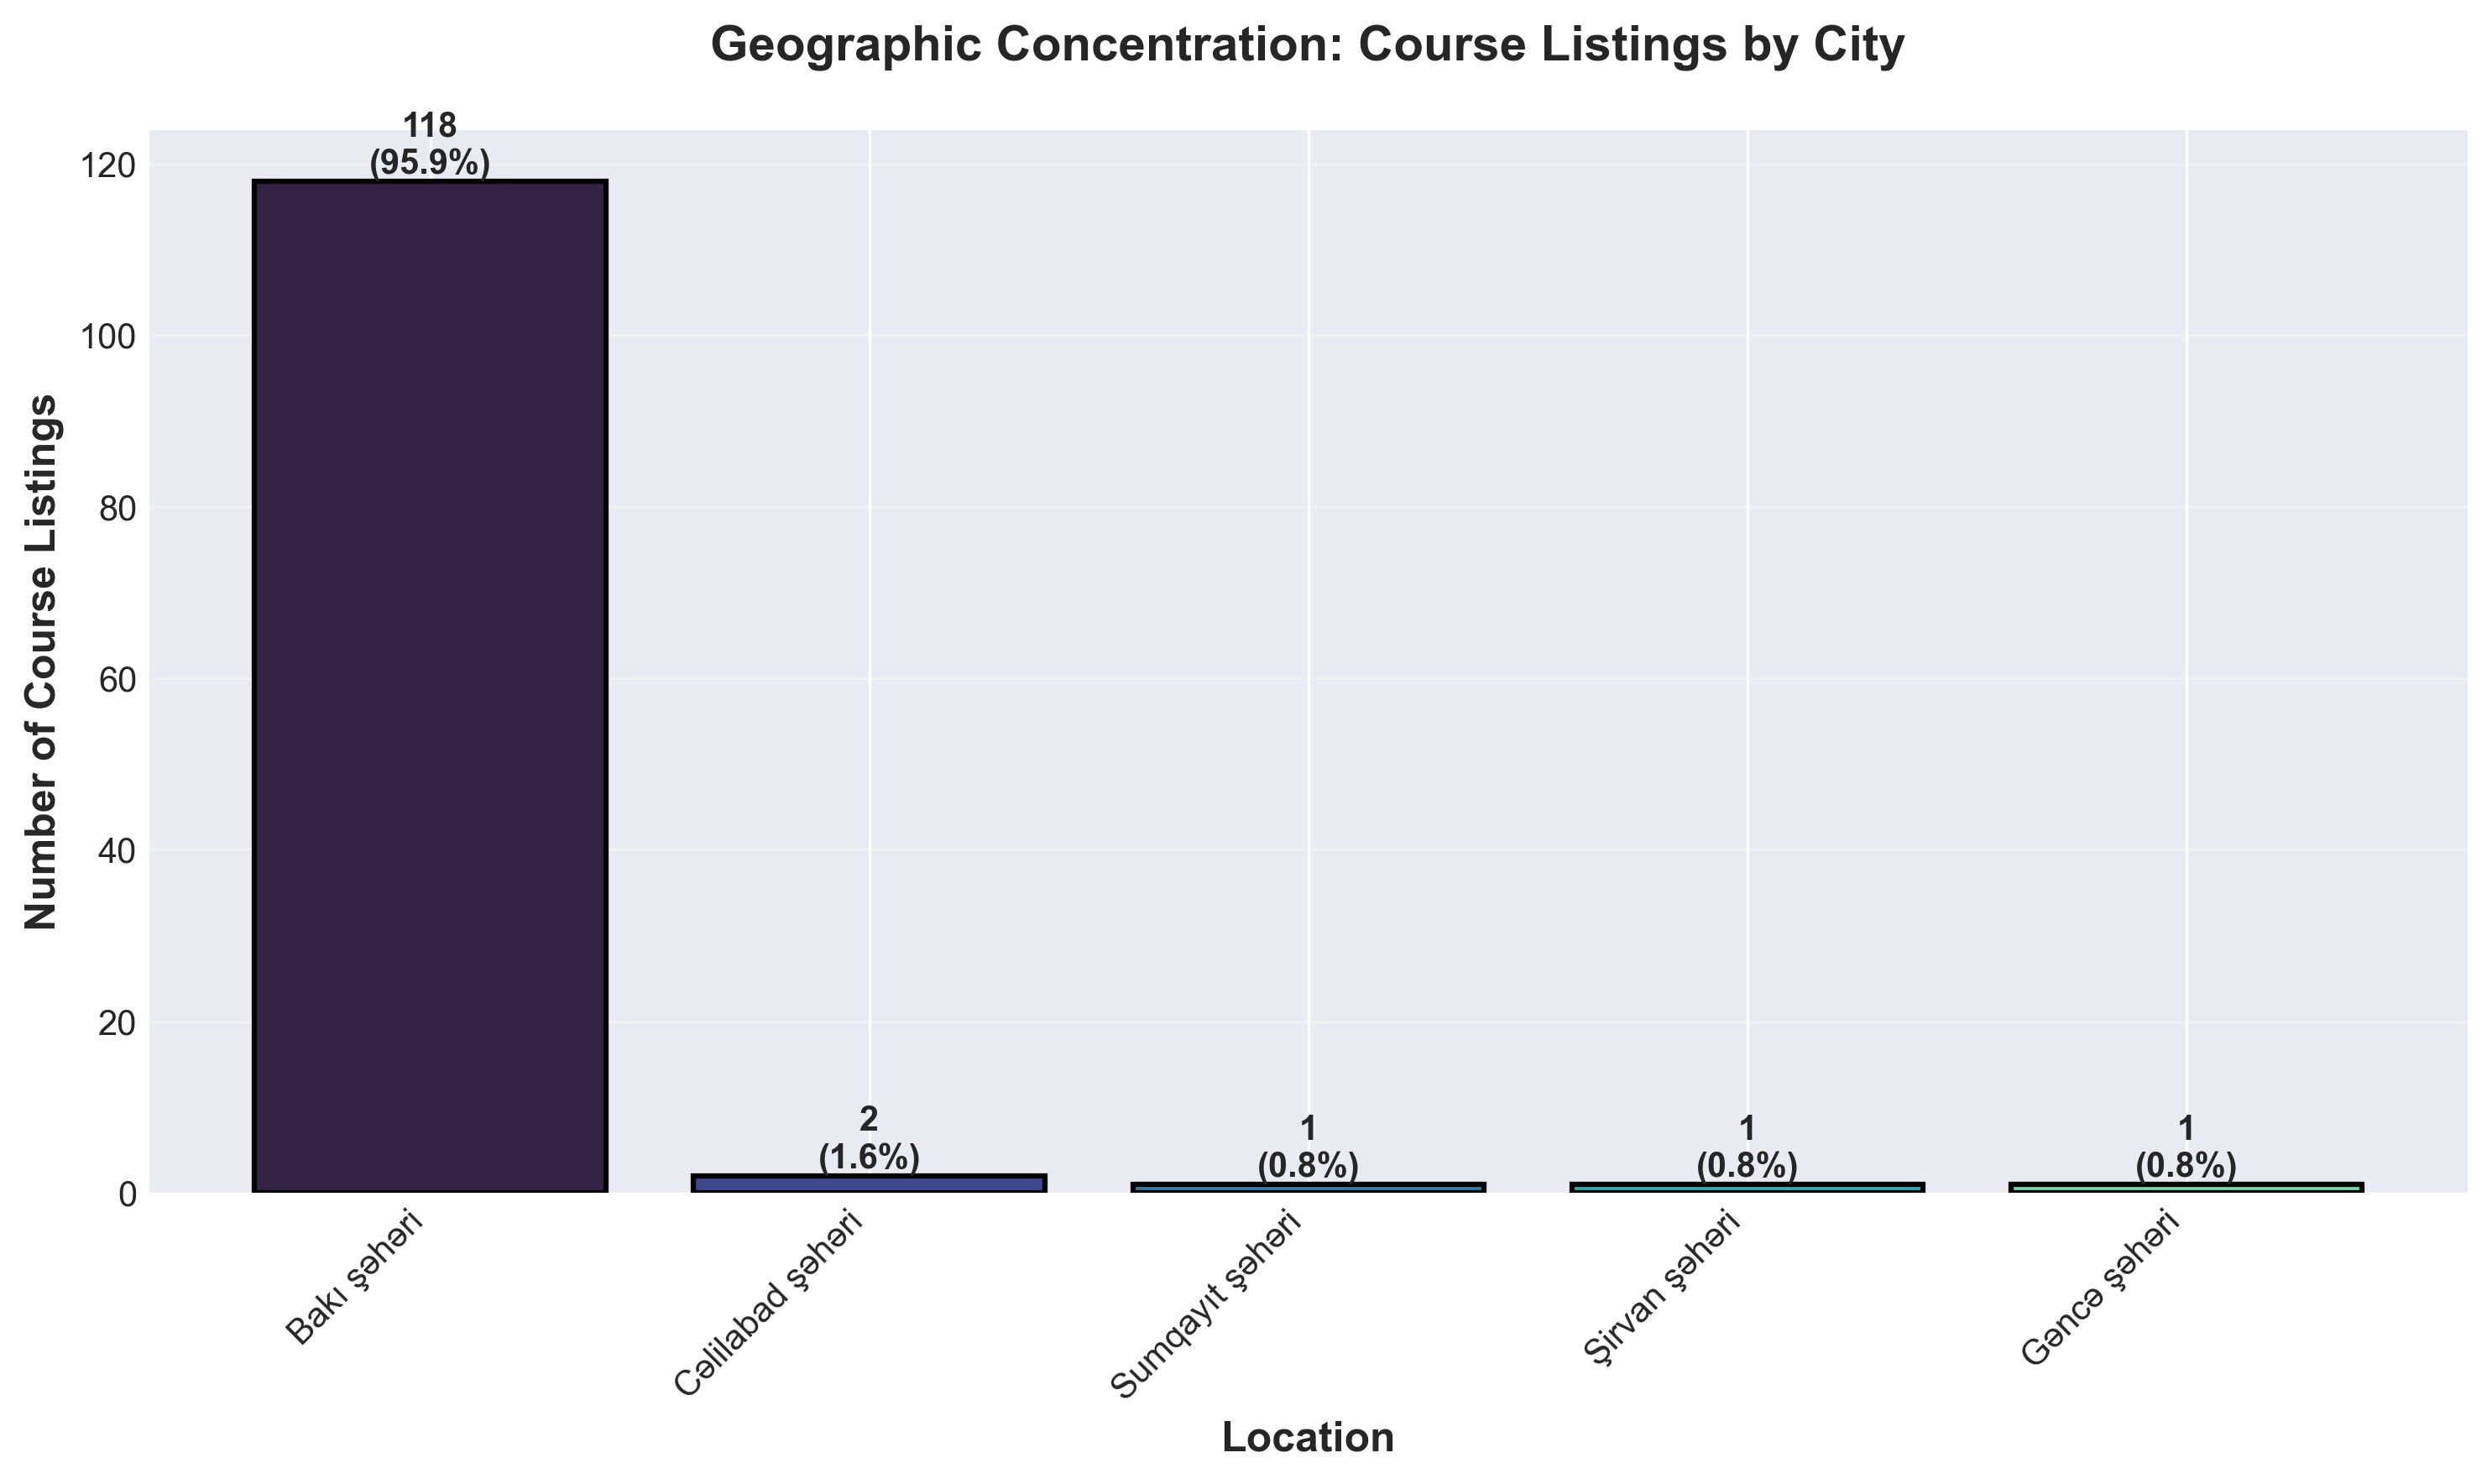 Geographic Concentration: Course Listings by City
118
(95.9%)
120
100
80
60
40
20
0
Number of Course Listings
2
(1.6%)
1
(0.8%)
1
(0.8%)
1
(0.8%)
Bakı şəhəri
Cəlilabad şəhəri
Sumqayıt şəhəri
Şirvan şəhəri
Gəncə şəhəri
Location